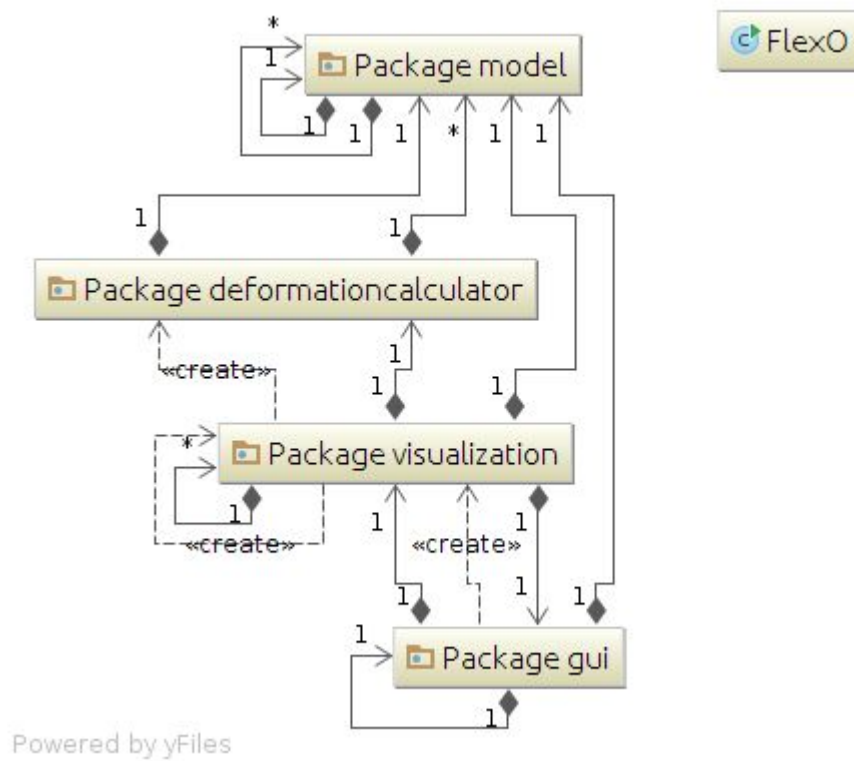 *
1
Package model
C FlexO
1
1
1
*
1
1
1
1
Package deformationcalculator
1
«create»
1
1
*
Package visualization
1
«create»
1
«create»
1
1
1
1
1
Package gui
1
Powered by yFiles